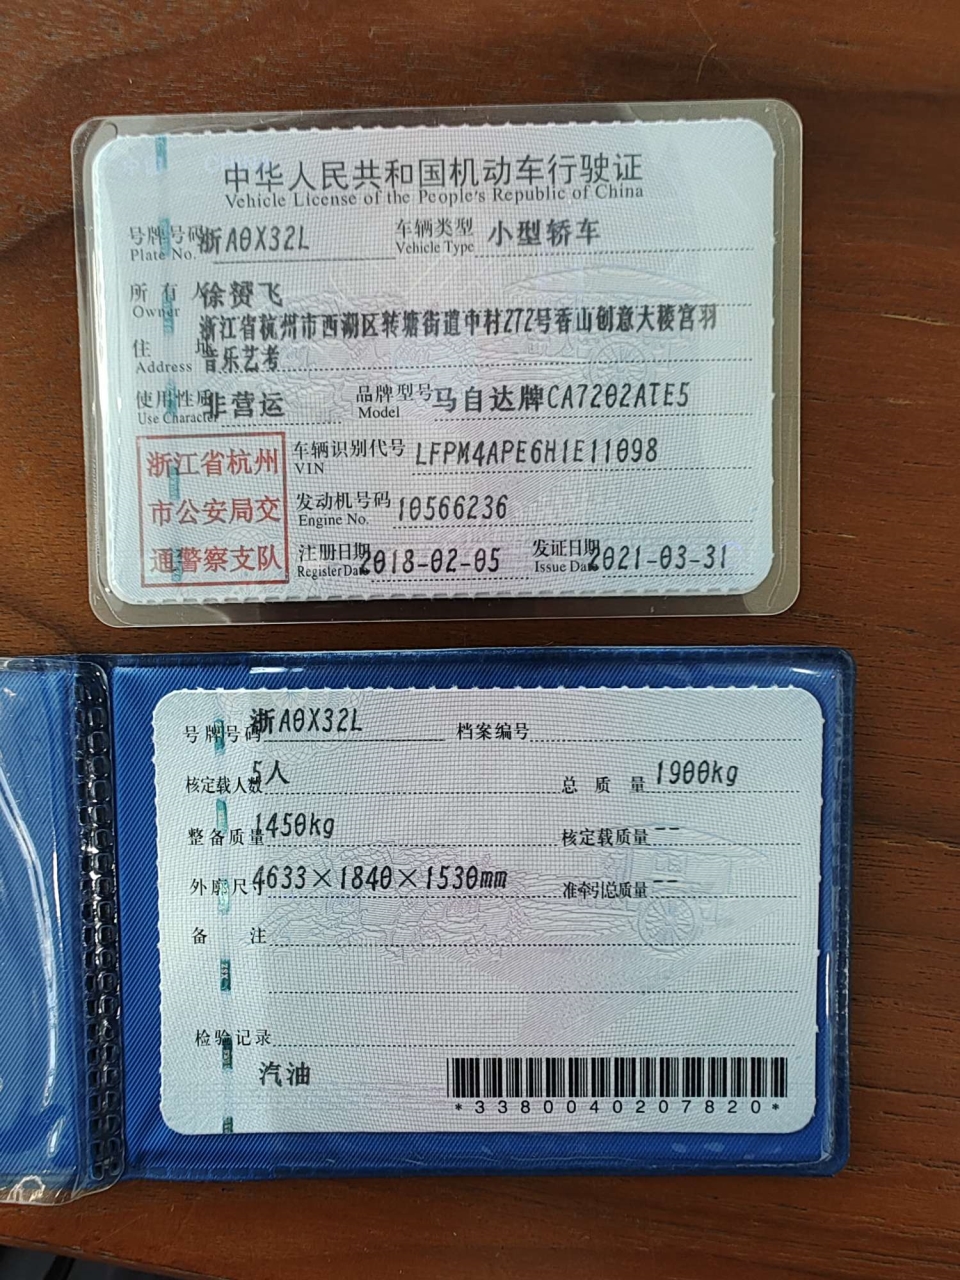 中华人民共和国机动车行驶证
Vehicle License of the People's Republic of China
号牌号码 浙A0X32L 车辆类型 小型轿车
Plate No. Vehicle Type
所有人 徐赟飞
Owner
浙江省杭州市西湖区转塘街道中村272号香山创意大楼宫羽
住址 音乐艺考
Address
使用性质 非营运 品牌型号 马自达牌CA7202ATE5
Use Character Model
浙江省杭州
市公安局交
通警察支队
车辆识别代号 LFPM4APE6H1E11098
VIN
发动机号码 10566236
Engine No.
注册日期 2018-02-05 发证日期 2021-03-31
Register Date Issue Date
号牌号码 浙A0X32L 档案编号
核定载人数 5人 总质量 1900kg
整备质量 1450kg 核定载质量 --
外廓尺寸 4633×1840×1530mm 准牵引总质量 --
备注
检验记录
汽油
*3380040207820*